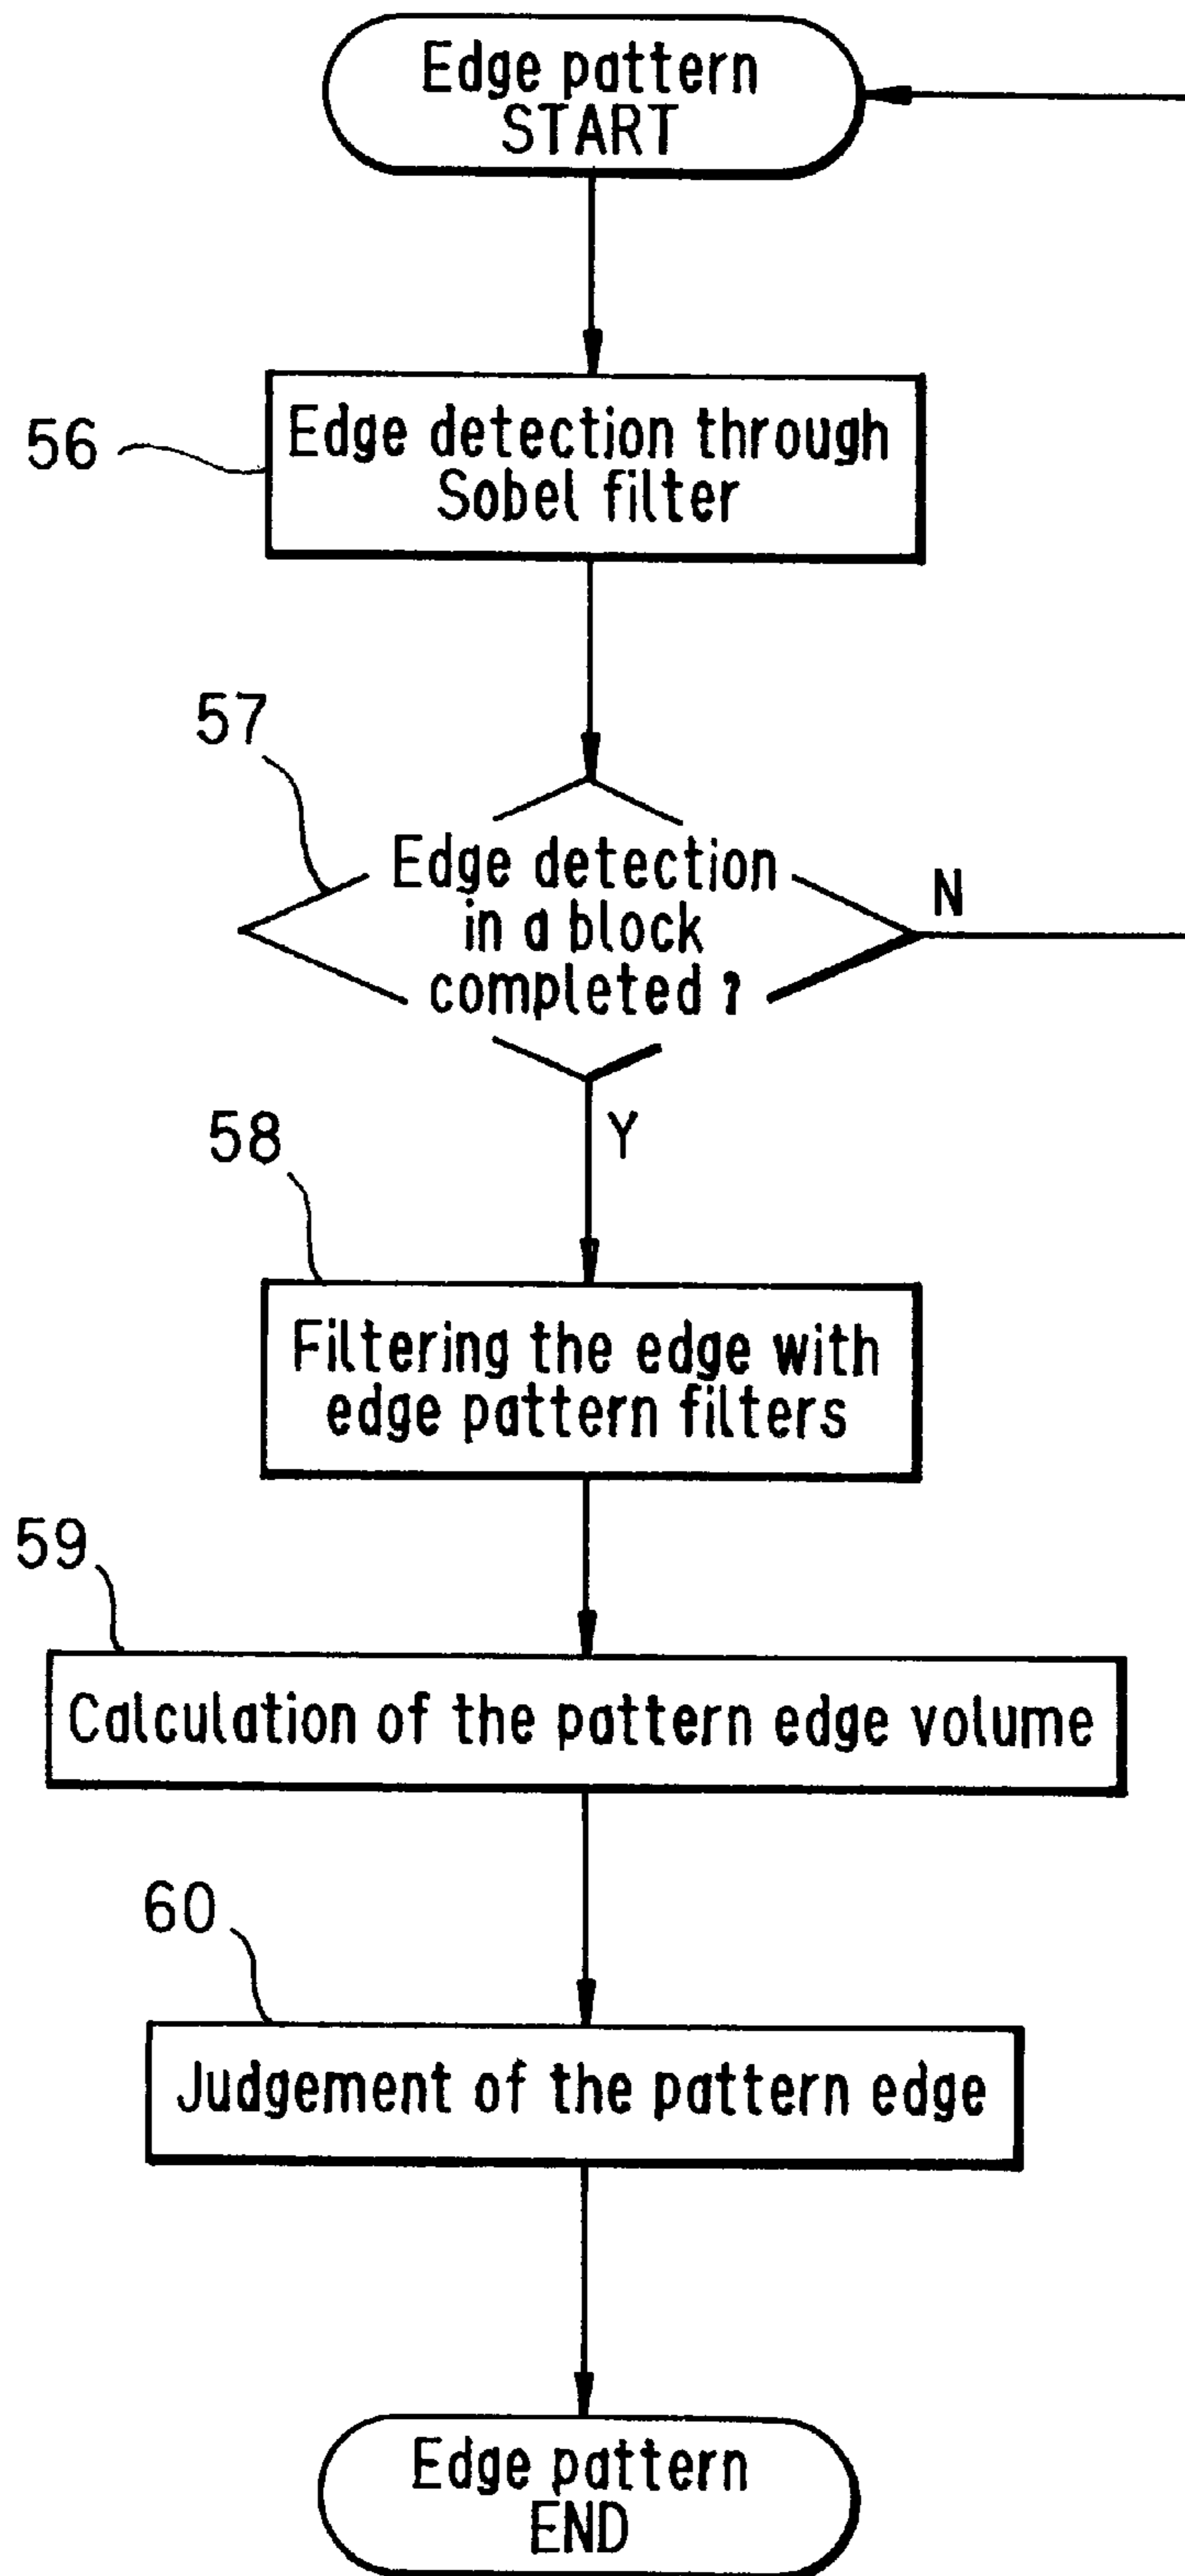 Edge pattern
START
56
Edge detection through
Sobel filter
57
Edge detection
in a block
completed ?
N
Y
58
Filtering the edge with
edge pattern filters
59
Calculation of the pattern edge volume
60
Judgement of the pattern edge
Edge pattern
END